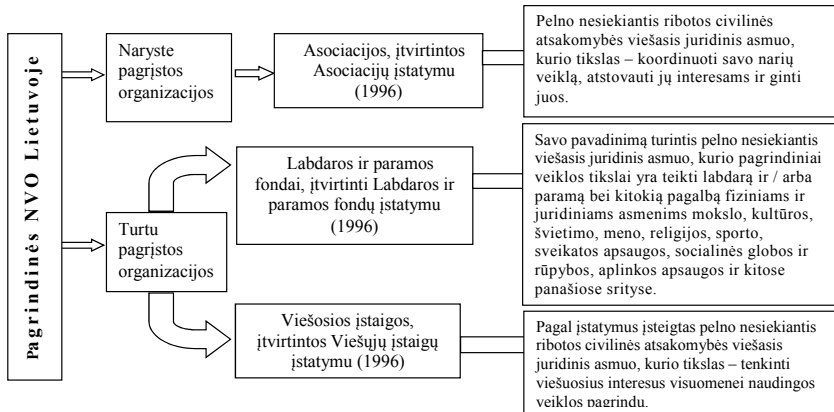 Pagrindinės NVO Lietuvoje
Naryste
pagrįstos
organizacijos
Asociacijos, įtvirtintos
Asociacijų įstatymu
(1996)
Pelno nesiekiantis ribotos civilinės
atsakomybės viešasis juridinis asmuo,
kurio tikslas – koordinuoti savo narių
veiklą, atstovauti jų interesams ir ginti
juos.
Turtu
pagrįstos
organizacijos
Labdaros ir paramos
fondai, įtvirtinti Labdaros ir
paramos fondų įstatymu
(1996)
Savo pavadinimą turintis pelno nesiekiantis
viešasis juridinis asmuo, kurio pagrindiniai
veiklos tikslai yra teikti labdarą ir / arba
paramą bei kitokią pagalbą fiziniams ir
juridiniams asmenims mokslo, kultūros,
švietimo, meno, religijos, sporto,
sveikatos apsaugos, socialinės globos ir
rūpybos, aplinkos apsaugos ir kitose
panašiose srityse.
Viešosios įstaigos,
įtvirtintos Viešųjų įstaigų
įstatymu (1996)
Pagal įstatymus įsteigtas pelno nesiekiantis
ribotos civilinės atsakomybės viešasis
juridinis asmuo, kurio tikslas – tenkinti
viešuosius interesus visuomenei naudingos
veiklos pagrindu.